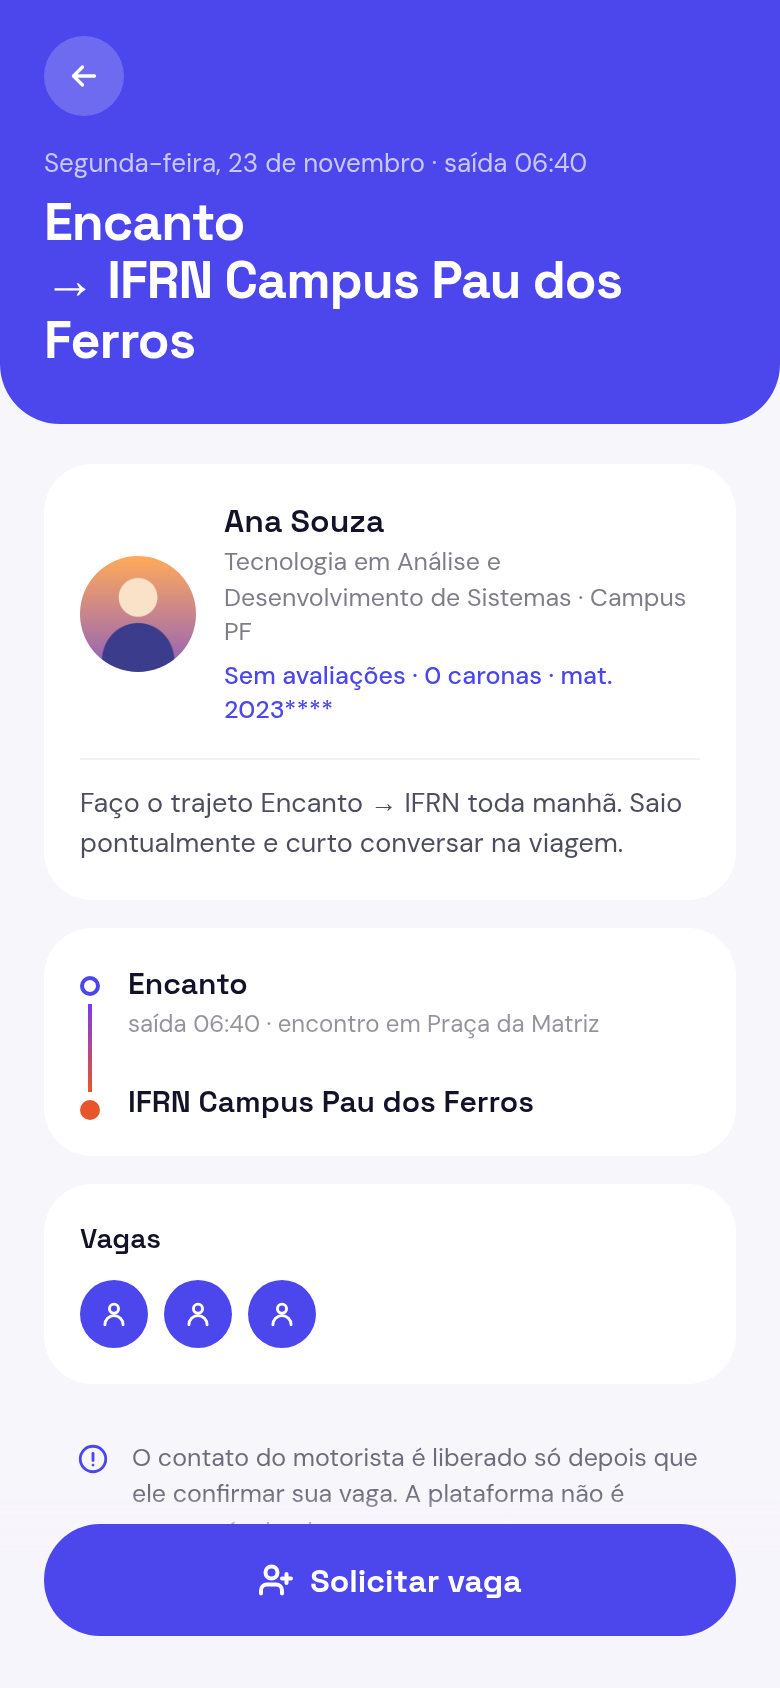 Segunda-feira, 23 de novembro · saída 06:40
Encanto
→ IFRN Campus Pau dos
Ferros
Ana Souza
Tecnologia em Análise e
Desenvolvimento de Sistemas · Campus
PF
Sem avaliações · 0 caronas · mat.
2023****
Faço o trajeto Encanto → IFRN toda manhã. Saio
pontualmente e curto conversar na viagem.
Encanto
saída 06:40 · encontro em Praça da Matriz
IFRN Campus Pau dos Ferros
Vagas
O contato do motorista é liberado só depois que
ele confirmar sua vaga. A plataforma não é
Solicitar vaga